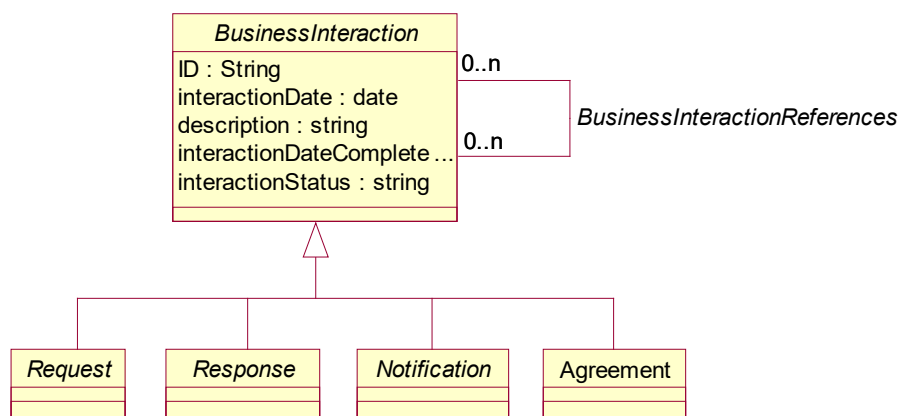 BusinessInteraction
ID : String
0..n
interactionDate : date
description : string
BusinessInteractionReferences
interactionDateComplete ...
0..n
interactionStatus : string
Request
Response
Notification
Agreement